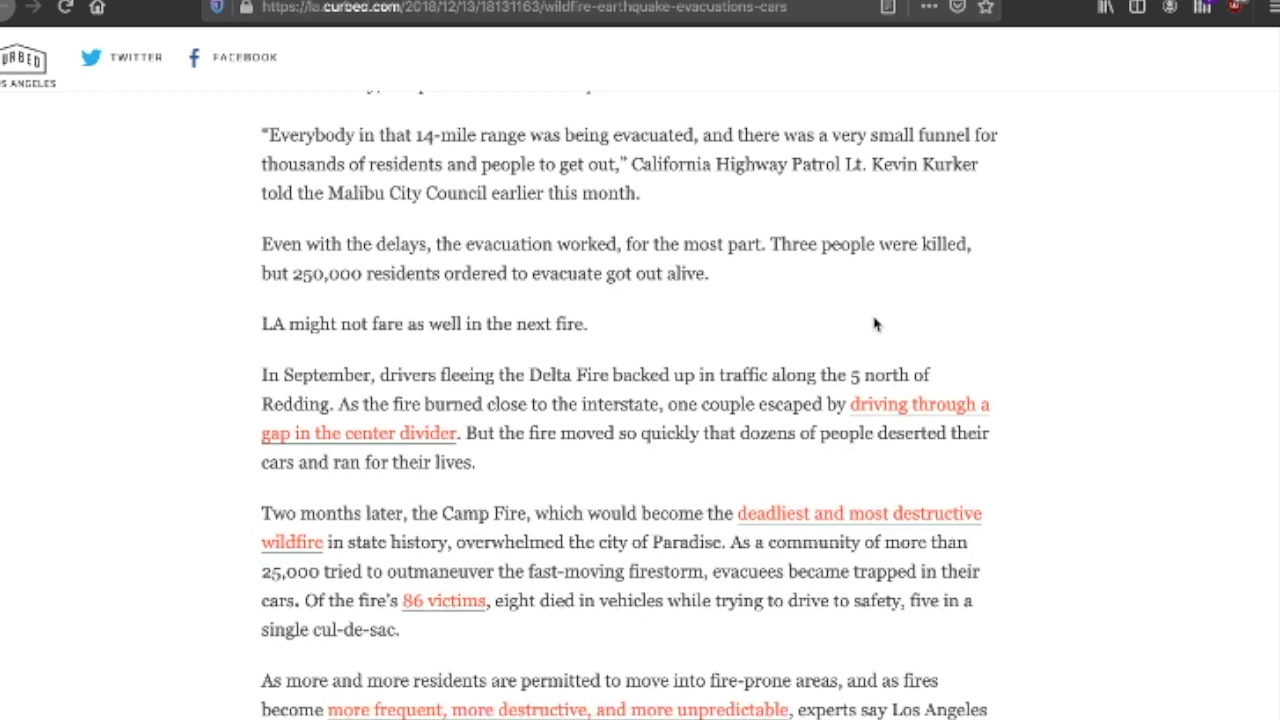 https://la.curbed.com/2018/12/13/18131163/wildfire-earthquake-evacuations-cars
URBED
OS ANGELES
TWITTER
FACEBOOK
“Everybody in that 14-mile range was being evacuated, and there was a very small funnel for
thousands of residents and people to get out,” California Highway Patrol Lt. Kevin Kurker
told the Malibu City Council earlier this month.
Even with the delays, the evacuation worked, for the most part. Three people were killed,
but 250,000 residents ordered to evacuate got out alive.
LA might not fare as well in the next fire.
In September, drivers fleeing the Delta Fire backed up in traffic along the 5 north of
Redding. As the fire burned close to the interstate, one couple escaped by driving through a
gap in the center divider. But the fire moved so quickly that dozens of people deserted their
cars and ran for their lives.
Two months later, the Camp Fire, which would become the deadliest and most destructive
wildfire in state history, overwhelmed the city of Paradise. As a community of more than
25,000 tried to outmaneuver the fast-moving firestorm, evacuees became trapped in their
cars. Of the fire's 86 victims, eight died in vehicles while trying to drive to safety, five in a
single cul-de-sac.
As more and more residents are permitted to move into fire-prone areas, and as fires
become more frequent, more destructive, and more unpredictable, experts say Los Angeles